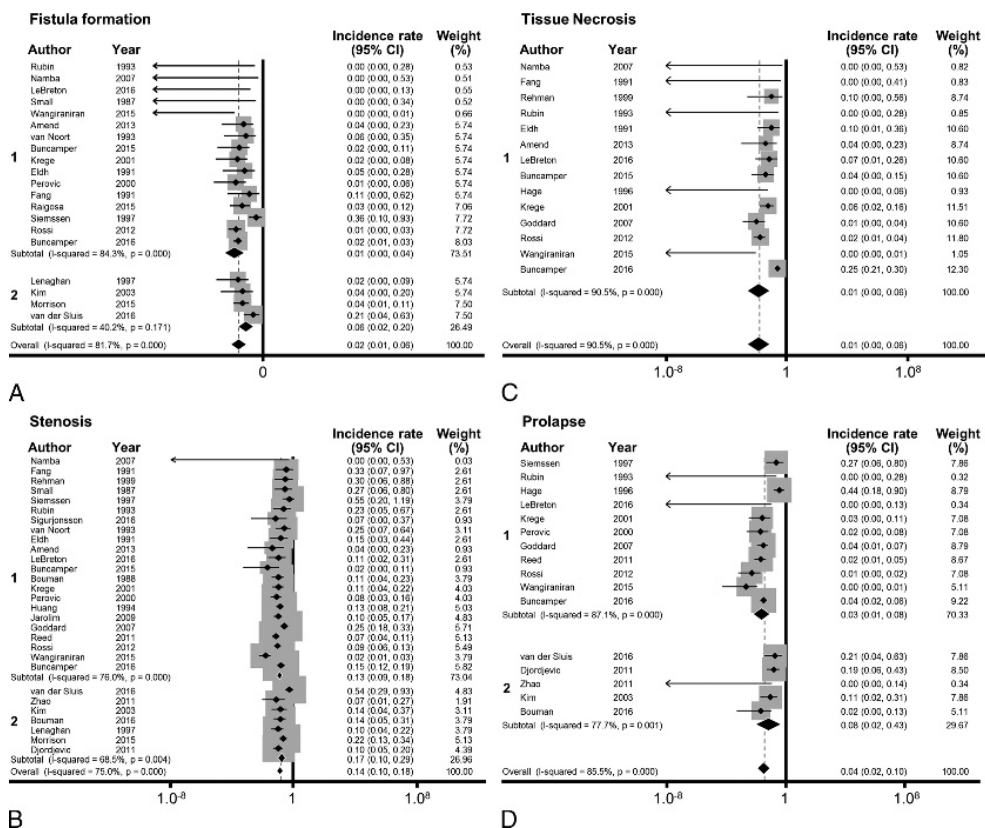 Fistula formation
Author Year Incidence rate (95% CI) Weight (%)
1
Rubin 1993 0.00 (0.00, 0.28) 0.53
Namba 2007 0.00 (0.00, 0.53) 0.51
LeBreton 2016 0.00 (0.00, 0.13) 0.55
Small 1987 0.00 (0.00, 0.34) 0.52
Wangiraniran 2015 0.00 (0.00, 0.01) 0.66
Amend 2013 0.04 (0.00, 0.23) 5.74
van Noort 1993 0.06 (0.00, 0.35) 5.74
Buncamper 2015 0.02 (0.00, 0.11) 5.74
Krege 2001 0.02 (0.00, 0.08) 5.74
Eldh 1991 0.05 (0.00, 0.28) 5.74
Perovic 2000 0.01 (0.00, 0.06) 5.74
Fang 1991 0.11 (0.00, 0.62) 5.74
Raigosa 2015 0.03 (0.00, 0.12) 7.06
Siemssen 1997 0.36 (0.10, 0.93) 7.72
Rossi 2012 0.01 (0.00, 0.03) 7.72
Buncamper 2016 0.02 (0.01, 0.03) 8.03
Subtotal (I-squared = 84.3%, p = 0.000) 0.01 (0.00, 0.04) 73.51
2
Lenaghan 1997 0.02 (0.00, 0.09) 5.74
Kim 2003 0.04 (0.00, 0.20) 5.74
Morrison 2015 0.04 (0.01, 0.11) 7.50
van der Sluis 2016 0.21 (0.04, 0.63) 7.50
Subtotal (I-squared = 40.2%, p = 0.171) 0.06 (0.02, 0.20) 26.49
Overall (I-squared = 81.7%, p = 0.000) 0.02 (0.01, 0.06) 100.00
0
A
Tissue Necrosis
Author Year Incidence rate (95% CI) Weight (%)
1
Namba 2007 0.00 (0.00, 0.53) 0.82
Fang 1991 0.00 (0.00, 0.41) 0.83
Rehman 1999 0.10 (0.00, 0.56) 8.74
Rubin 1993 0.00 (0.00, 0.28) 0.85
Eldh 1991 0.10 (0.01, 0.36) 10.60
Amend 2013 0.04 (0.00, 0.23) 8.74
LeBreton 2016 0.07 (0.01, 0.26) 10.60
Buncamper 2015 0.04 (0.00, 0.15) 10.60
Hage 1996 0.00 (0.00, 0.06) 0.93
Krege 2001 0.06 (0.02, 0.16) 11.51
Goddard 2007 0.01 (0.00, 0.04) 10.60
Rossi 2012 0.02 (0.01, 0.04) 11.80
Wangiraniran 2015 0.00 (0.00, 0.01) 1.05
Buncamper 2016 0.25 (0.21, 0.30) 12.30
Subtotal (I-squared = 90.5%, p = 0.000) 0.01 (0.00, 0.06) 100.00
Overall (I-squared = 90.5%, p = 0.000) 0.01 (0.00, 0.06) 100.00
1.0-8 1 1.08
C
Stenosis
Author Year Incidence rate (95% CI) Weight (%)
1
Namba 2007 0.00 (0.00, 0.53) 0.03
Fang 1991 0.33 (0.07, 0.97) 2.61
Rehman 1999 0.30 (0.06, 0.88) 2.61
Small 1987 0.27 (0.06, 0.80) 2.61
Siemssen 1997 0.55 (0.20, 1.19) 3.79
Rubin 1993 0.23 (0.05, 0.67) 2.61
Sigurjonsson 2016 0.07 (0.00, 0.37) 0.93
van Noort 1993 0.25 (0.07, 0.64) 3.11
Eldh 1991 0.15 (0.03, 0.44) 2.61
Amend 2013 0.04 (0.00, 0.23) 0.93
LeBreton 2016 0.11 (0.02, 0.31) 2.61
Buncamper 2015 0.02 (0.00, 0.11) 0.93
Bouman 1988 0.11 (0.04, 0.23) 3.79
Krege 2001 0.11 (0.04, 0.22) 4.03
Perovic 2000 0.08 (0.03, 0.16) 4.03
Huang 1994 0.13 (0.08, 0.21) 5.03
Jarolim 2009 0.10 (0.05, 0.17) 4.83
Goddard 2007 0.25 (0.18, 0.33) 5.71
Reed 2011 0.07 (0.04, 0.11) 5.13
Rossi 2012 0.09 (0.06, 0.13) 5.49
Wangiraniran 2015 0.02 (0.01, 0.03) 3.79
Buncamper 2016 0.15 (0.12, 0.19) 5.82
Subtotal (I-squared = 76.0%, p = 0.000) 0.13 (0.09, 0.18) 73.04
2
van der Sluis 2016 0.54 (0.29, 0.93) 4.83
Zhao 2011 0.07 (0.01, 0.27) 1.91
Kim 2003 0.14 (0.04, 0.37) 3.11
Bouman 2016 0.14 (0.05, 0.31) 3.79
Lenaghan 1997 0.10 (0.04, 0.22) 3.79
Morrison 2015 0.22 (0.13, 0.34) 5.13
Djordjevic 2011 0.10 (0.05, 0.20) 4.39
Subtotal (I-squared = 68.5%, p = 0.004) 0.17 (0.10, 0.29) 26.96
Overall (I-squared = 75.0%, p = 0.000) 0.14 (0.10, 0.18) 100.00
1.0-8 1 1.08
B
Prolapse
Author Year Incidence rate (95% CI) Weight (%)
1
Siemssen 1997 0.27 (0.06, 0.80) 7.86
Rubin 1993 0.00 (0.00, 0.28) 0.32
Hage 1996 0.44 (0.18, 0.90) 8.79
LeBreton 2016 0.00 (0.00, 0.13) 0.34
Krege 2001 0.03 (0.00, 0.11) 7.08
Perovic 2000 0.02 (0.00, 0.08) 7.08
Goddard 2007 0.04 (0.01, 0.07) 8.79
Reed 2011 0.02 (0.01, 0.05) 8.67
Rossi 2012 0.01 (0.00, 0.02) 7.08
Wangiraniran 2015 0.00 (0.00, 0.01) 5.11
Buncamper 2016 0.04 (0.02, 0.06) 9.22
Subtotal (I-squared = 87.1%, p = 0.000) 0.03 (0.01, 0.08) 70.33
2
van der Sluis 2016 0.21 (0.04, 0.63) 7.86
Djordjevic 2011 0.19 (0.06, 0.43) 8.50
Zhao 2011 0.00 (0.00, 0.14) 0.34
Kim 2003 0.11 (0.02, 0.31) 7.86
Bouman 2016 0.02 (0.00, 0.13) 5.11
Subtotal (I-squared = 77.7%, p = 0.001) 0.08 (0.02, 0.43) 29.67
Overall (I-squared = 85.5%, p = 0.000) 0.04 (0.02, 0.10) 100.00
1.0-8 1 1.08
D